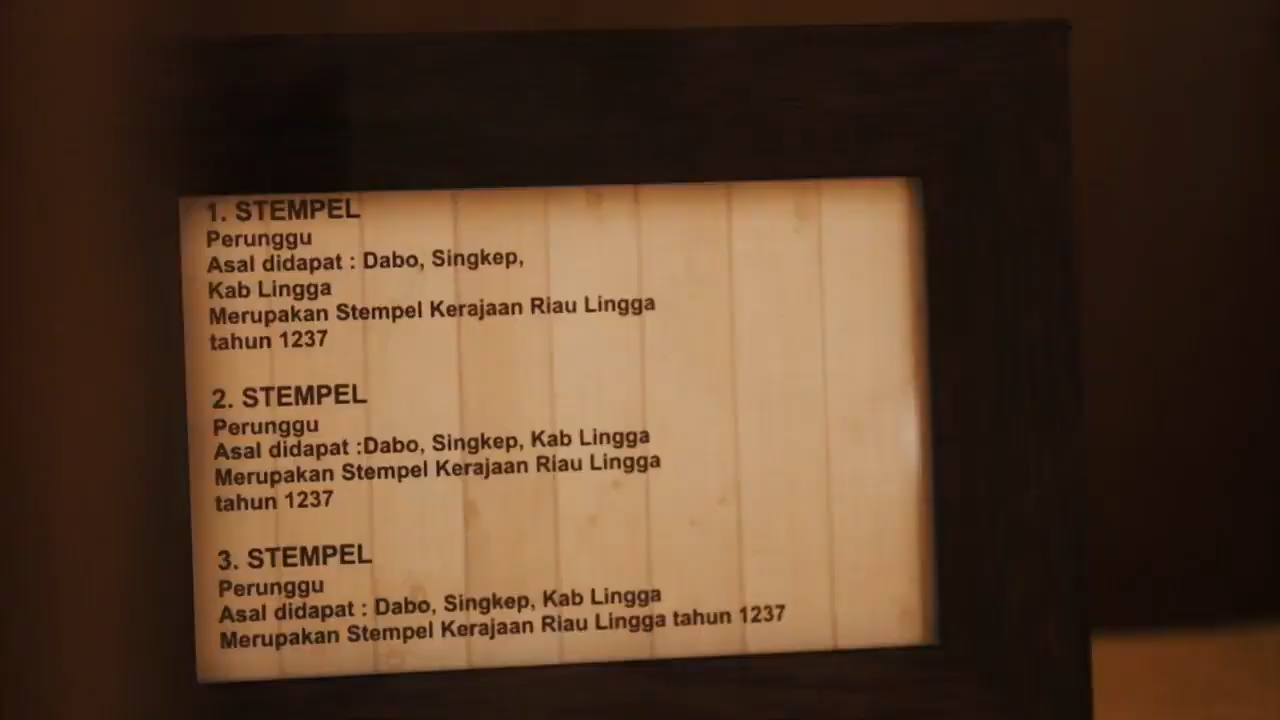 1. STEMPEL
Perunggu
Asal didapat : Dabo, Singkep,
Kab Lingga
Merupakan Stempel Kerajaan Riau Lingga
tahun 1237
2. STEMPEL
Perunggu
Asal didapat :Dabo, Singkep, Kab Lingga
Merupakan Stempel Kerajaan Riau Lingga
tahun 1237
3. STEMPEL
Perunggu
Asal didapat : Dabo, Singkep, Kab Lingga
Merupakan Stempel Kerajaan Riau Lingga tahun 1237